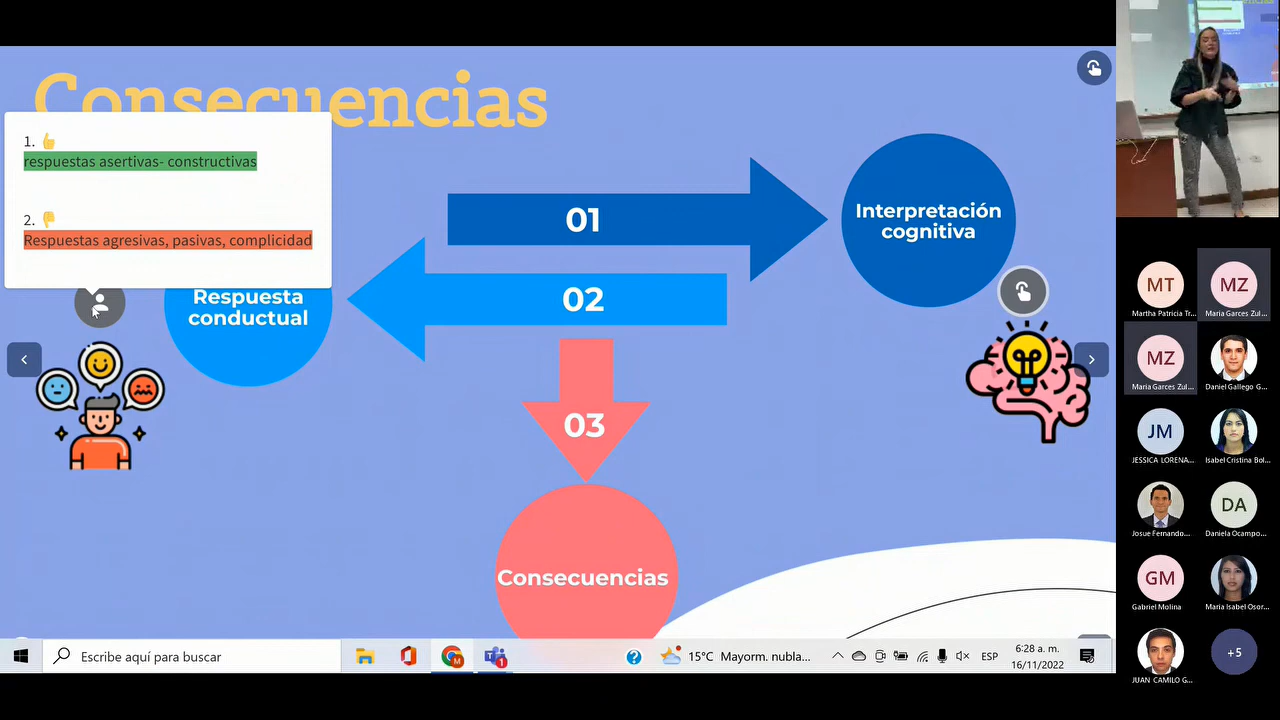 Consecuencias
1. 👍
respuestas asertivas- constructivas
2. 👎
Respuestas agresivas, pasivas, complicidad
01
Interpretación
cognitiva
02
Respuesta
conductual
03
Consecuencias
MT
Martha Patricia Tr...
MZ
Maria Garces Zul...
MZ
Maria Garces Zul...
Daniel Gallego G...
JM
JESSICA LORENA...
Isabel Cristina Bol...
Josue Fernando...
DA
Daniela Ocampo...
GM
Gabriel Molina
Maria Isabel Osor...
JUAN CAMILO G...
+5
Escribe aquí para buscar
1
15°C Mayorm. nubla...
ESP
6:28 a. m.
16/11/2022